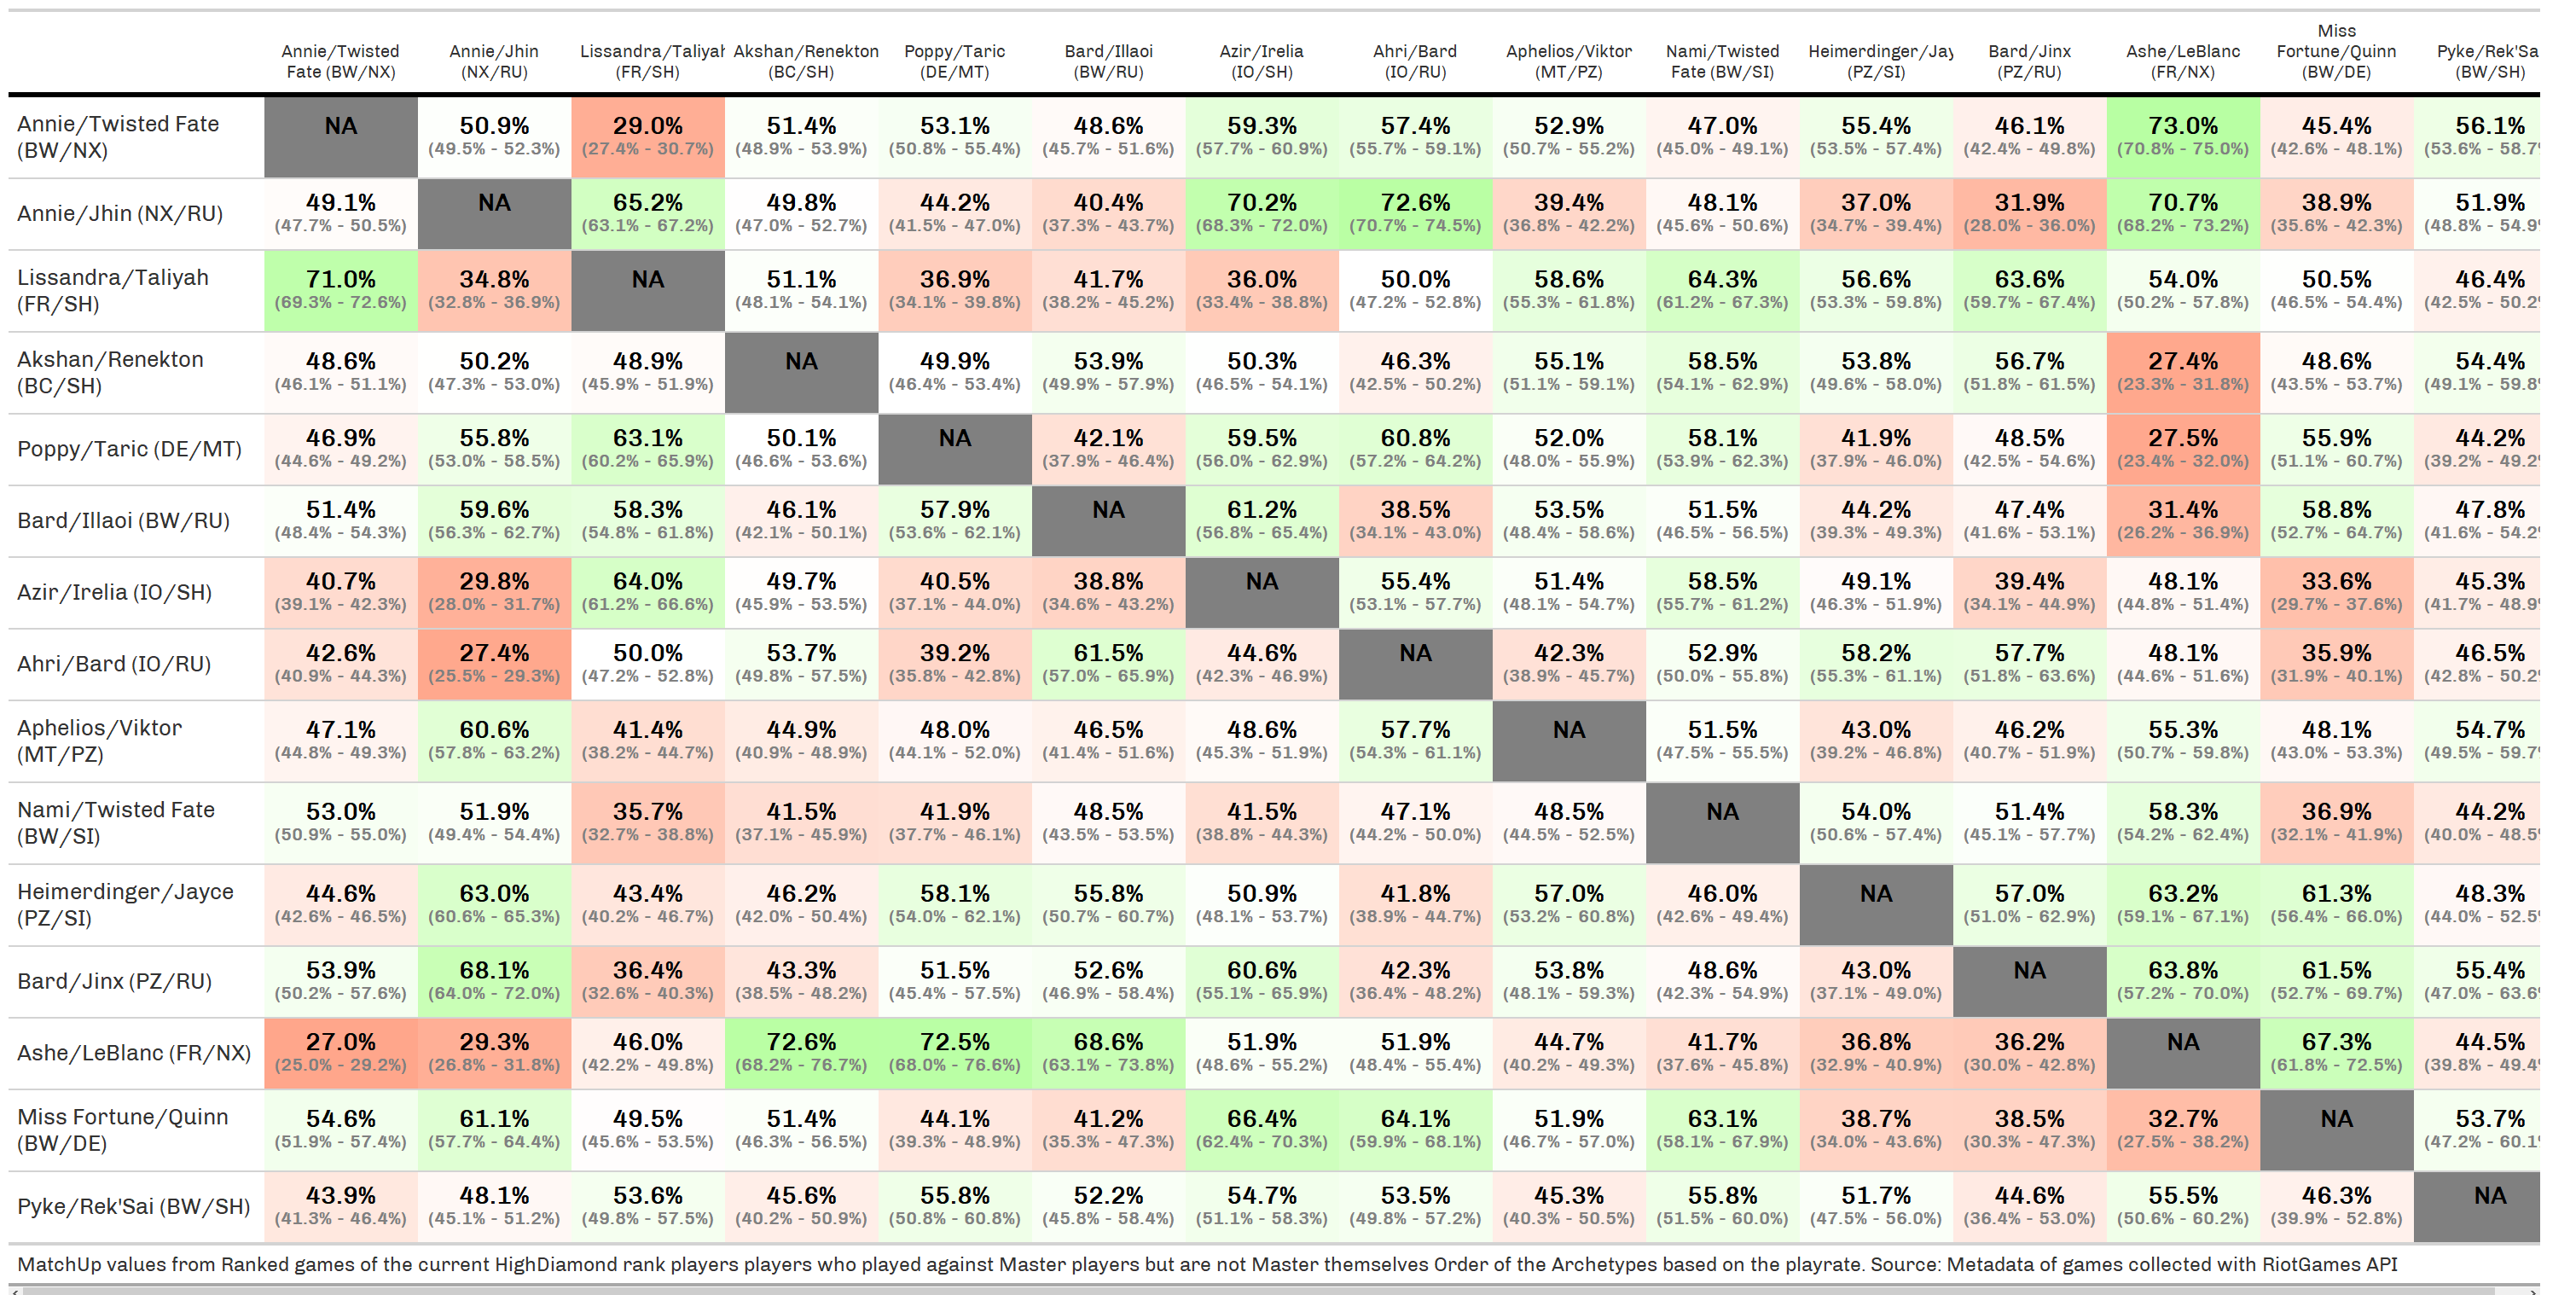 Annie/Twisted Fate (BW/NX) Annie/Jhin (NX/RU) Lissandra/Taliyah (FR/SH) Akshan/Renekton (BC/SH) Poppy/Taric (DE/MT) Bard/Illaoi (BW/RU) Azir/Irelia (IO/SH) Ahri/Bard (IO/RU) Aphelios/Viktor (MT/PZ) Nami/Twisted Fate (BW/SI) Heimerdinger/Jay (PZ/SI) Bard/Jinx (PZ/RU) Ashe/LeBlanc (FR/NX) Miss Fortune/Quinn (BW/DE) Pyke/Rek'Sa (BW/SH)
Annie/Twisted Fate (BW/NX) NA 50.9% 29.0% 51.4% 53.1% 48.6% 59.3% 57.4% 52.9% 47.0% 55.4% 46.1% 73.0% 45.4% 56.1%
(49.5% - 52.3%) (27.4% - 30.7%) (48.9% - 53.9%) (50.8% - 55.4%) (45.7% - 51.6%) (57.7% - 60.9%) (55.7% - 59.1%) (50.7% - 55.2%) (45.0% - 49.1%) (53.5% - 57.4%) (42.4% - 49.8%) (70.8% - 75.0%) (42.6% - 48.1%) (53.6% - 58.7
Annie/Jhin (NX/RU) 49.1% NA 65.2% 49.8% 44.2% 40.4% 70.2% 72.6% 39.4% 48.1% 37.0% 31.9% 70.7% 38.9% 51.9%
(47.7% - 50.5%) (63.1% - 67.2%) (47.0% - 52.7%) (41.5% - 47.0%) (37.3% - 43.7%) (68.3% - 72.0%) (70.7% - 74.5%) (36.8% - 42.2%) (45.6% - 50.6%) (34.7% - 39.4%) (28.0% - 36.0%) (68.2% - 73.2%) (35.6% - 42.3%) (48.8% - 54.9
Lissandra/Taliyah (FR/SH) 71.0% 34.8% NA 51.1% 36.9% 41.7% 36.0% 50.0% 58.6% 64.3% 56.6% 63.6% 54.0% 50.5% 46.4%
(69.3% - 72.6%) (32.8% - 36.9%) (48.1% - 54.1%) (34.1% - 39.8%) (38.2% - 45.2%) (33.4% - 38.8%) (47.2% - 52.8%) (55.3% - 61.8%) (61.2% - 67.3%) (53.3% - 59.8%) (59.7% - 67.4%) (50.2% - 57.8%) (46.5% - 54.4%) (42.5% - 50.2
Akshan/Renekton (BC/SH) 48.6% 50.2% 48.9% NA 49.9% 53.9% 50.3% 46.3% 55.1% 58.5% 53.8% 56.7% 27.4% 48.6% 54.4%
(46.1% - 51.1%) (47.3% - 53.0%) (45.9% - 51.9%) (46.4% - 53.4%) (49.9% - 57.9%) (46.5% - 54.1%) (42.5% - 50.2%) (51.1% - 59.1%) (54.1% - 62.9%) (49.6% - 58.0%) (51.8% - 61.5%) (23.3% - 31.8%) (43.5% - 53.7%) (49.1% - 59.8
Poppy/Taric (DE/MT) 46.9% 55.8% 63.1% 50.1% NA 42.1% 59.5% 60.8% 52.0% 58.1% 41.9% 48.5% 27.5% 55.9% 44.2%
(44.6% - 49.2%) (53.0% - 58.5%) (60.2% - 65.9%) (46.6% - 53.6%) (37.9% - 46.4%) (56.0% - 62.9%) (57.2% - 64.2%) (48.0% - 55.9%) (53.9% - 62.3%) (37.9% - 46.0%) (42.5% - 54.6%) (23.4% - 32.0%) (51.1% - 60.7%) (39.2% - 49.2
Bard/Illaoi (BW/RU) 51.4% 59.6% 58.3% 46.1% 57.9% NA 61.2% 38.5% 53.5% 51.5% 44.2% 47.4% 31.4% 58.8% 47.8%
(48.4% - 54.3%) (56.3% - 62.7%) (54.8% - 61.8%) (42.1% - 50.1%) (53.6% - 62.1%) (56.8% - 65.4%) (34.1% - 43.0%) (48.4% - 58.6%) (46.5% - 56.5%) (39.3% - 49.3%) (41.6% - 53.1%) (26.2% - 36.9%) (52.7% - 64.7%) (41.6% - 54.2
Azir/Irelia (IO/SH) 40.7% 29.8% 64.0% 49.7% 40.5% 38.8% NA 55.4% 51.4% 58.5% 49.1% 39.4% 48.1% 33.6% 45.3%
(39.1% - 42.3%) (28.0% - 31.7%) (61.2% - 66.6%) (45.9% - 53.5%) (37.1% - 44.0%) (34.6% - 43.2%) (53.1% - 57.7%) (48.1% - 54.7%) (55.7% - 61.2%) (46.3% - 51.9%) (34.1% - 44.9%) (44.8% - 51.4%) (29.7% - 37.6%) (41.7% - 48.9
Ahri/Bard (IO/RU) 42.6% 27.4% 50.0% 53.7% 39.2% 61.5% 44.6% NA 42.3% 52.9% 58.2% 57.7% 48.1% 35.9% 46.5%
(40.9% - 44.3%) (25.5% - 29.3%) (47.2% - 52.8%) (49.8% - 57.5%) (35.8% - 42.8%) (57.0% - 65.9%) (42.3% - 46.9%) (38.9% - 45.7%) (50.0% - 55.8%) (55.3% - 61.1%) (51.8% - 63.6%) (44.6% - 51.6%) (31.9% - 40.1%) (42.8% - 50.2
Aphelios/Viktor (MT/PZ) 47.1% 60.6% 41.4% 44.9% 48.0% 46.5% 48.6% 57.7% NA 51.5% 43.0% 46.2% 55.3% 48.1% 54.7%
(44.8% - 49.3%) (57.8% - 63.2%) (38.2% - 44.7%) (40.9% - 48.9%) (44.1% - 52.0%) (41.4% - 51.6%) (45.3% - 51.9%) (54.3% - 61.1%) (47.5% - 55.5%) (39.2% - 46.8%) (40.7% - 51.9%) (50.7% - 59.8%) (43.0% - 53.3%) (49.5% - 59.7
Nami/Twisted Fate (BW/SI) 53.0% 51.9% 35.7% 41.5% 41.9% 48.5% 41.5% 47.1% 48.5% NA 54.0% 51.4% 58.3% 36.9% 44.2%
(50.9% - 55.0%) (49.4% - 54.4%) (32.7% - 38.8%) (37.1% - 45.9%) (37.7% - 46.1%) (43.5% - 53.5%) (38.8% - 44.3%) (44.2% - 50.0%) (44.5% - 52.5%) (50.6% - 57.4%) (45.1% - 57.7%) (54.2% - 62.4%) (32.1% - 41.9%) (40.0% - 48.5
Heimerdinger/Jayce (PZ/SI) 44.6% 63.0% 43.4% 46.2% 58.1% 55.8% 50.9% 41.8% 57.0% 46.0% NA 57.0% 63.2% 61.3% 48.3%
(42.6% - 46.5%) (60.6% - 65.3%) (40.2% - 46.7%) (42.0% - 50.4%) (54.0% - 62.1%) (50.7% - 60.7%) (48.1% - 53.7%) (38.9% - 44.7%) (53.2% - 60.8%) (42.6% - 49.4%) (51.0% - 62.9%) (59.1% - 67.1%) (56.4% - 66.0%) (44.0% - 52.5
Bard/Jinx (PZ/RU) 53.9% 68.1% 36.4% 43.3% 51.5% 52.6% 60.6% 42.3% 53.8% 48.6% 43.0% NA 63.8% 61.5% 55.4%
(50.2% - 57.6%) (64.0% - 72.0%) (32.6% - 40.3%) (38.5% - 48.2%) (45.4% - 57.5%) (46.9% - 58.4%) (55.1% - 65.9%) (36.4% - 48.2%) (48.1% - 59.3%) (42.3% - 54.9%) (37.1% - 49.0%) (57.2% - 70.0%) (52.7% - 69.7%) (47.0% - 63.6
Ashe/LeBlanc (FR/NX) 27.0% 29.3% 46.0% 72.6% 72.5% 68.6% 51.9% 51.9% 44.7% 41.7% 36.8% 36.2% NA 67.3% 44.5%
(25.0% - 29.2%) (26.8% - 31.8%) (42.2% - 49.8%) (68.2% - 76.7%) (68.0% - 76.6%) (63.1% - 73.8%) (48.6% - 55.2%) (48.4% - 55.4%) (40.2% - 49.3%) (37.6% - 45.8%) (32.9% - 40.9%) (30.0% - 42.8%) (61.8% - 72.5%) (39.8% - 49.4
Miss Fortune/Quinn (BW/DE) 54.6% 61.1% 49.5% 51.4% 44.1% 41.2% 66.4% 64.1% 51.9% 63.1% 38.7% 38.5% 32.7% NA 53.7%
(51.9% - 57.4%) (57.7% - 64.4%) (45.6% - 53.5%) (46.3% - 56.5%) (39.3% - 48.9%) (35.3% - 47.3%) (62.4% - 70.3%) (59.9% - 68.1%) (46.7% - 57.0%) (58.1% - 67.9%) (34.0% - 43.6%) (30.3% - 47.3%) (27.5% - 38.2%) (47.2% - 60.1
Pyke/Rek'Sai (BW/SH) 43.9% 48.1% 53.6% 45.6% 55.8% 52.2% 54.7% 53.5% 45.3% 55.8% 51.7% 44.6% 55.5% 46.3% NA
(41.3% - 46.4%) (45.1% - 51.2%) (49.8% - 57.5%) (40.2% - 50.9%) (50.8% - 60.8%) (45.8% - 58.4%) (51.1% - 58.3%) (49.8% - 57.2%) (40.3% - 50.5%) (51.5% - 60.0%) (47.5% - 56.0%) (36.4% - 53.0%) (50.6% - 60.2%) (39.9% - 52.8%)
MatchUp values from Ranked games of the current HighDiamond rank players players who played against Master players but are not Master themselves Order of the Archetypes based on the playrate. Source: Metadata of games collected with RiotGames API